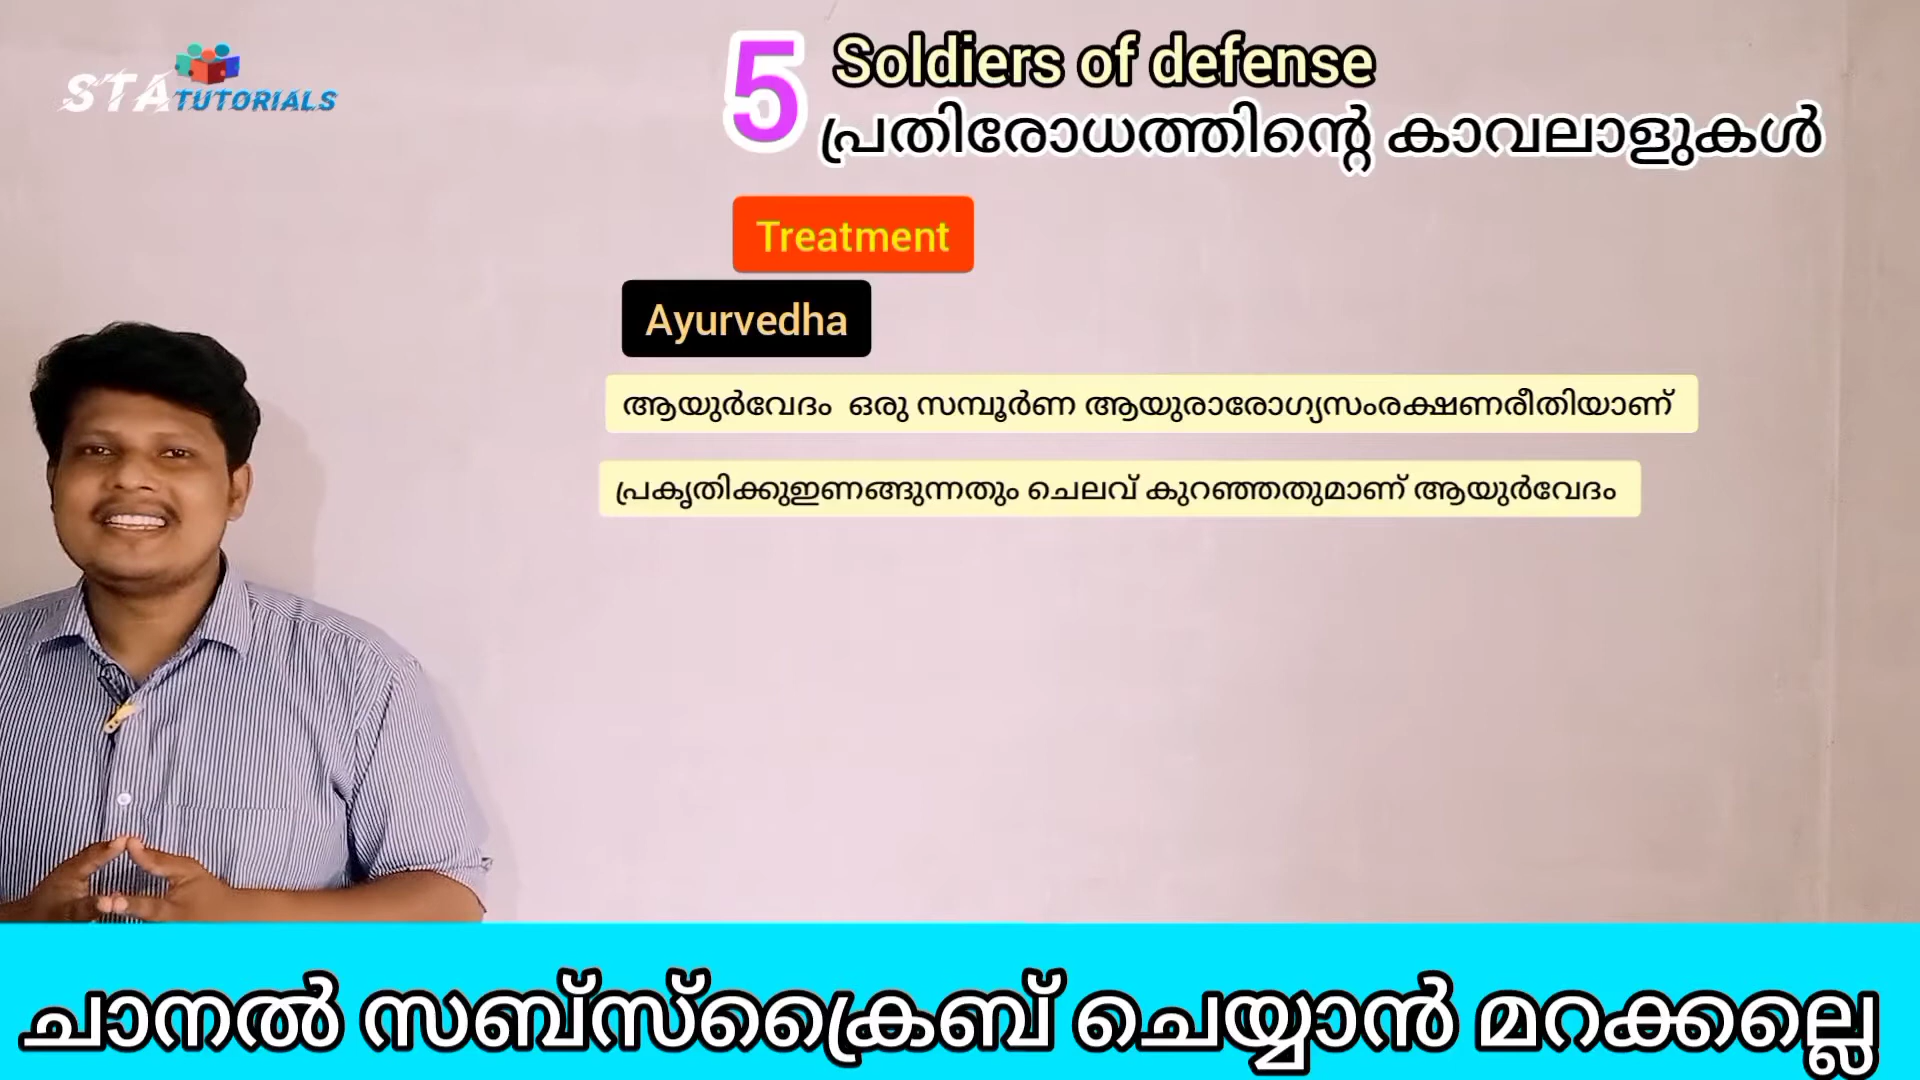 STA TUTORIALS
5 Soldiers of defense
പ്രതിരോധത്തിന്റെ കാവലാളുകൾ
Treatment
Ayurvedha
ആയുർവേദം ഒരു സമ്പൂർണ ആയുരാരോഗ്യസംരക്ഷണരീതിയാണ്
പ്രകൃതിക്കുഇണങ്ങുന്നതും ചെലവ് കുറഞ്ഞതുമാണ് ആയുർവേദം
ചാനൽ സബ്സ്ക്രൈബ് ചെയ്യാൻ മറക്കല്ലെ